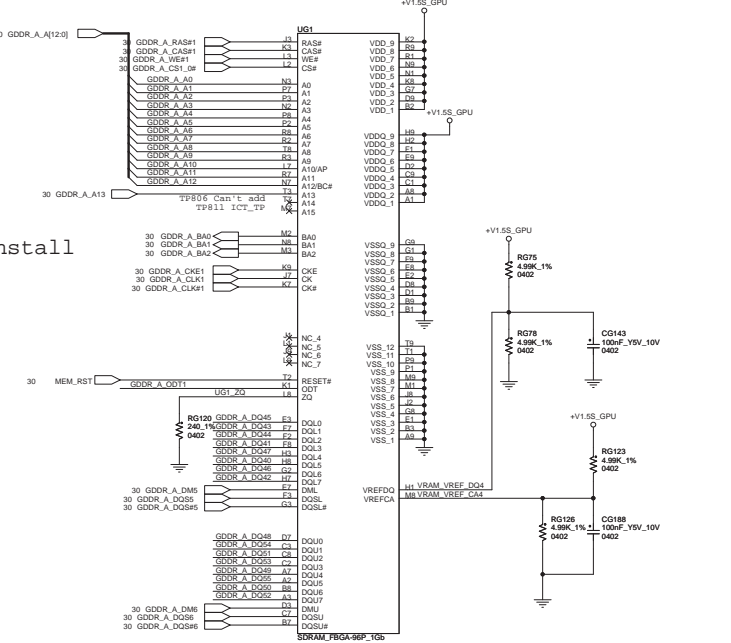 +V1.5S_GPU
GDDR_A_A[12:0]
UG1
30 GDDR_A_RAS#1 J3 RAS#
30 GDDR_A_CAS#1 K3 CAS#
30 GDDR_A_WE#1 L3 WE#
30 GDDR_A_CS1_0# L2 CS#
GDDR_A_A0 N3 A0
GDDR_A_A1 P7 A1
GDDR_A_A2 P3 A2
GDDR_A_A3 N2 A3
GDDR_A_A4 P8 A4
GDDR_A_A5 P2 A5
GDDR_A_A6 R8 A6
GDDR_A_A7 R2 A7
GDDR_A_A8 T8 A8
GDDR_A_A9 R3 A9
GDDR_A_A10 L7 A10/AP
GDDR_A_A11 R7 A11
GDDR_A_A12 N7 A12/BC#
30 GDDR_A_A13 T3 A13
TP806 Can't add A14
TP811 ICT_TP A15
nstall
30 GDDR_A_BA0 M2 BA0
30 GDDR_A_BA1 N8 BA1
30 GDDR_A_BA2 M3 BA2
30 GDDR_A_CKE1 K9 CKE
30 GDDR_A_CLK1 J7 CK
30 GDDR_A_CLK#1 K7 CK#
NC_4
NC_5
NC_6
NC_7
30 MEM_RST T2 RESET#
GDDR_A_ODT1 K1 ODT
UG1_ZQ L8 ZQ
RG120
240_1%
0402
GDDR_A_DQ45 E3 DQL0
GDDR_A_DQ43 F7 DQL1
GDDR_A_DQ44 F2 DQL2
GDDR_A_DQ41 F8 DQL3
GDDR_A_DQ47 H3 DQL4
GDDR_A_DQ40 H8 DQL5
GDDR_A_DQ46 G2 DQL6
GDDR_A_DQ42 H7 DQL7
30 GDDR_A_DM5 E7 DML
30 GDDR_A_DQS5 F3 DQSL
30 GDDR_A_DQS#5 G3 DQSL#
GDDR_A_DQ48 D7 DQU0
GDDR_A_DQ54 C3 DQU1
GDDR_A_DQ51 C8 DQU2
GDDR_A_DQ53 C2 DQU3
GDDR_A_DQ49 A7 DQU4
GDDR_A_DQ55 A2 DQU5
GDDR_A_DQ50 B8 DQU6
GDDR_A_DQ52 A3 DQU7
30 GDDR_A_DM6 D3 DMU
30 GDDR_A_DQS6 C7 DQSU
30 GDDR_A_DQS#6 B7 DQSU#
SDRAM_FBGA-96P_1Gb
VDD_9 K2
VDD_8 R9
VDD_7 R1
VDD_6 N9
VDD_5 N1
VDD_4 K8
VDD_3 G7
VDD_2 D9
VDD_1 B2
+V1.5S_GPU
VDDQ_9 H9
VDDQ_8 H2
VDDQ_7 F1
VDDQ_6 E9
VDDQ_5 D2
VDDQ_4 C9
VDDQ_3 C1
VDDQ_2 A8
VDDQ_1 A1
VSSQ_9 G9
VSSQ_8 G1
VSSQ_7 F9
VSSQ_6 E8
VSSQ_5 E2
VSSQ_4 D8
VSSQ_3 D1
VSSQ_2 B9
VSSQ_1 B1
VSS_12 T9
VSS_11 T1
VSS_10 P9
VSS_9 P1
VSS_8 M9
VSS_7 M1
VSS_6 J8
VSS_5 J2
VSS_4 G8
VSS_3 E1
VSS_2 B3
VSS_1 A9
VREFDQ H1 VRAM_VREF_DQ4
VREFCA M8 VRAM_VREF_CA4
+V1.5S_GPU
RG75
4.99K_1%
0402
RG78
4.99K_1%
0402
CG143
100nF_Y5V_10V
0402
+V1.5S_GPU
RG123
4.99K_1%
0402
RG126
4.99K_1%
0402
CG188
100nF_Y5V_10V
0402